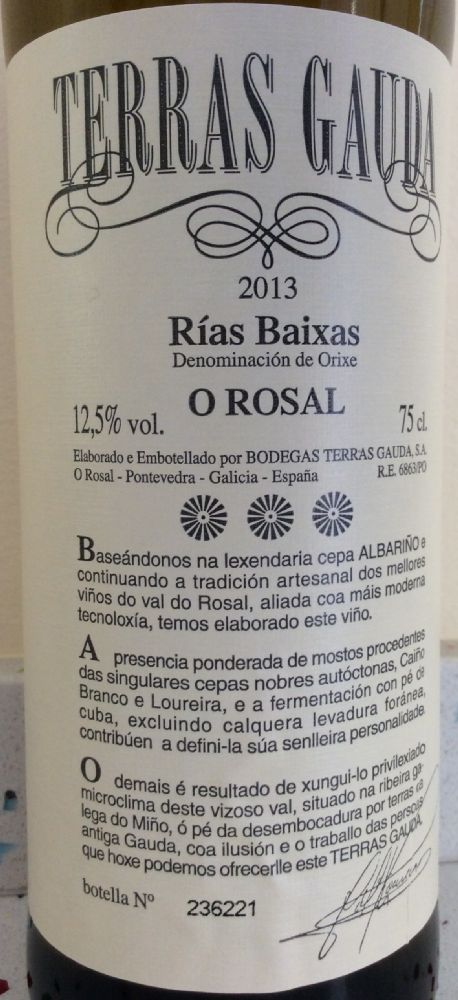 TERRAS GAUDA
2013
Rías Baixas
Denominación de Orixe
O ROSAL
12,5% vol.
75 cl.
Elaborado e Embotellado por BODEGAS TERRAS GAUDA, S.A.
O Rosal - Pontevedra - Galicia - España
R.E. 6863/PO
Baseándonos na lexendaria cepa ALBARIÑO e
continuando a tradición artesanal dos mellores
viños do val do Rosal, aliada coa máis moderna
tecnoloxía, temos elaborado este viño.
A presencia ponderada de mostos procedentes
das singulares cepas nobres autóctonas, Caiño
Branco e Loureira, e a fermentación con pé de
cuba, excluindo calquera levadura foránea,
contribúen a defini-la súa senlleira personalidade.
O demais é resultado de xungui-lo privilexiado
microclima deste vizoso val, situado na ribeira ga-
lega do Miño, ó pé da desembocadura por terras da
antiga Gauda, coa ilusión e o traballo das persoas
que hoxe podemos ofrecerlle este TERRAS GAUDA.
botella Nº 236221